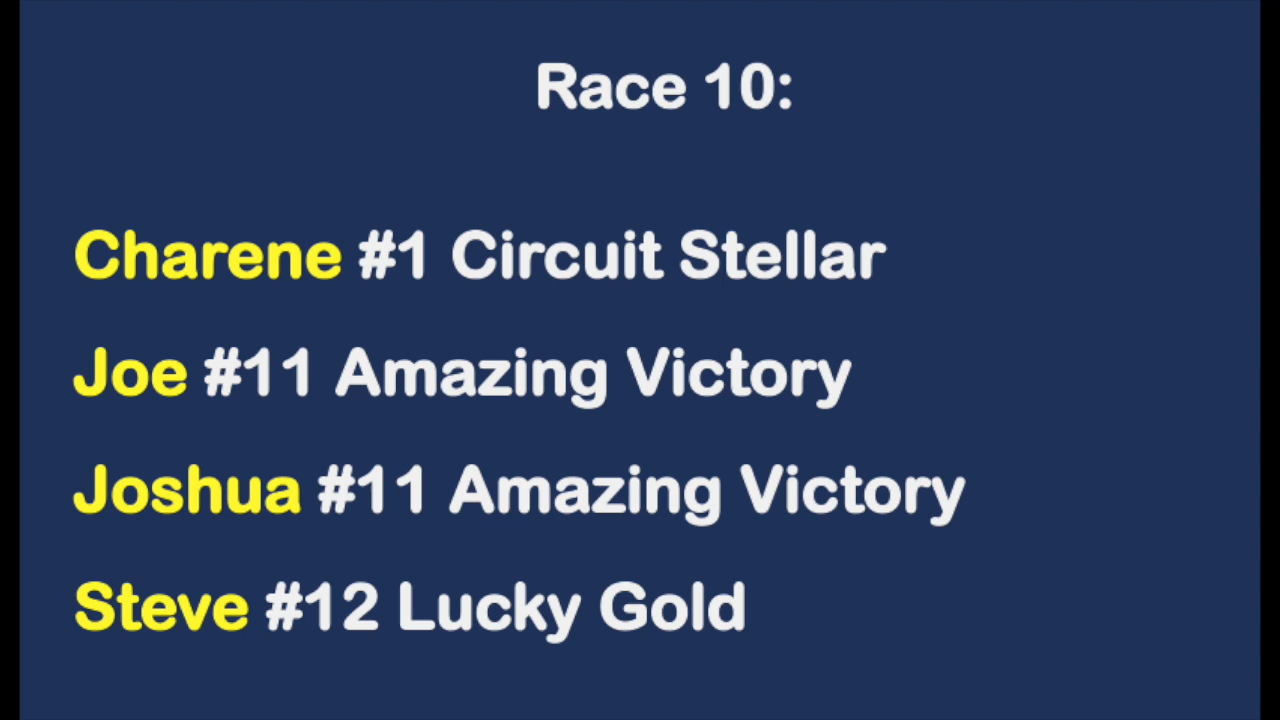 Race 10:
Charene #1 Circuit Stellar
Joe #11 Amazing Victory
Joshua #11 Amazing Victory
Steve #12 Lucky Gold